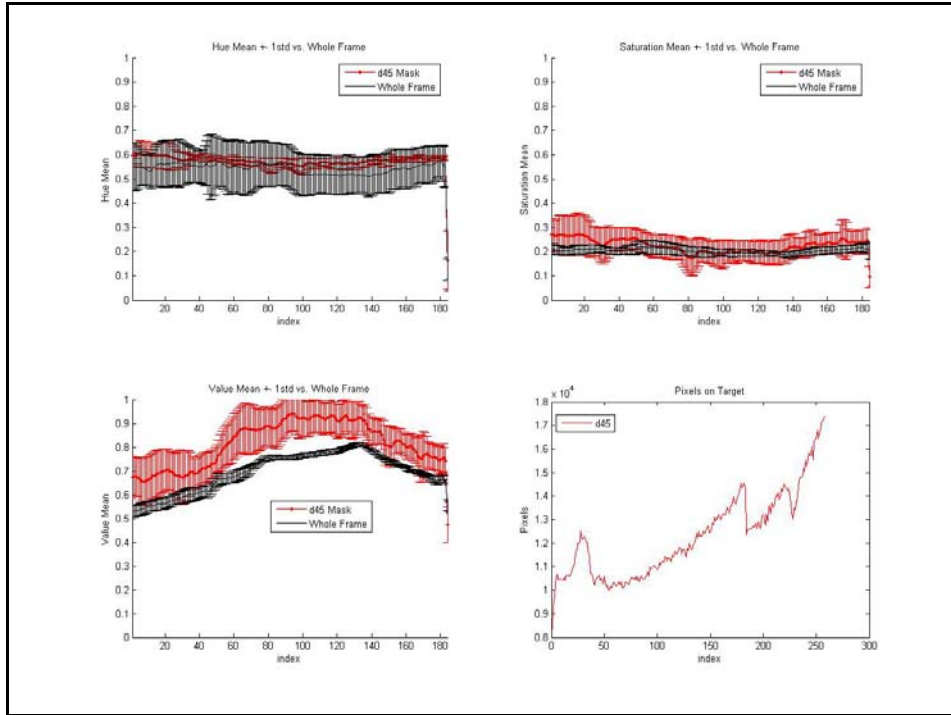 Hue Mean +- 1std vs. Whole Frame
1
0.9
0.8
0.7
0.6
0.5
0.4
0.3
0.2
0.1
0
Hue Mean
d45 Mask
Whole Frame
0 20 40 60 80 100 120 140 160 180
index
Saturation Mean +- 1std vs. Whole Frame
1
0.9
0.8
0.7
0.6
0.5
0.4
0.3
0.2
0.1
0
Saturation Mean
d45 Mask
Whole Frame
0 20 40 60 80 100 120 140 160 180
index
Value Mean +- 1std vs. Whole Frame
1
0.9
0.8
0.7
0.6
0.5
0.4
0.3
0.2
0.1
0
Value Mean
d45 Mask
Whole Frame
0 20 40 60 80 100 120 140 160 180
index
Pixels on Target
x 10^4
1.8
1.7
1.6
1.5
1.4
1.3
1.2
1.1
1
0.9
0.8
Pixels
d45
0 50 100 150 200 250 300
index